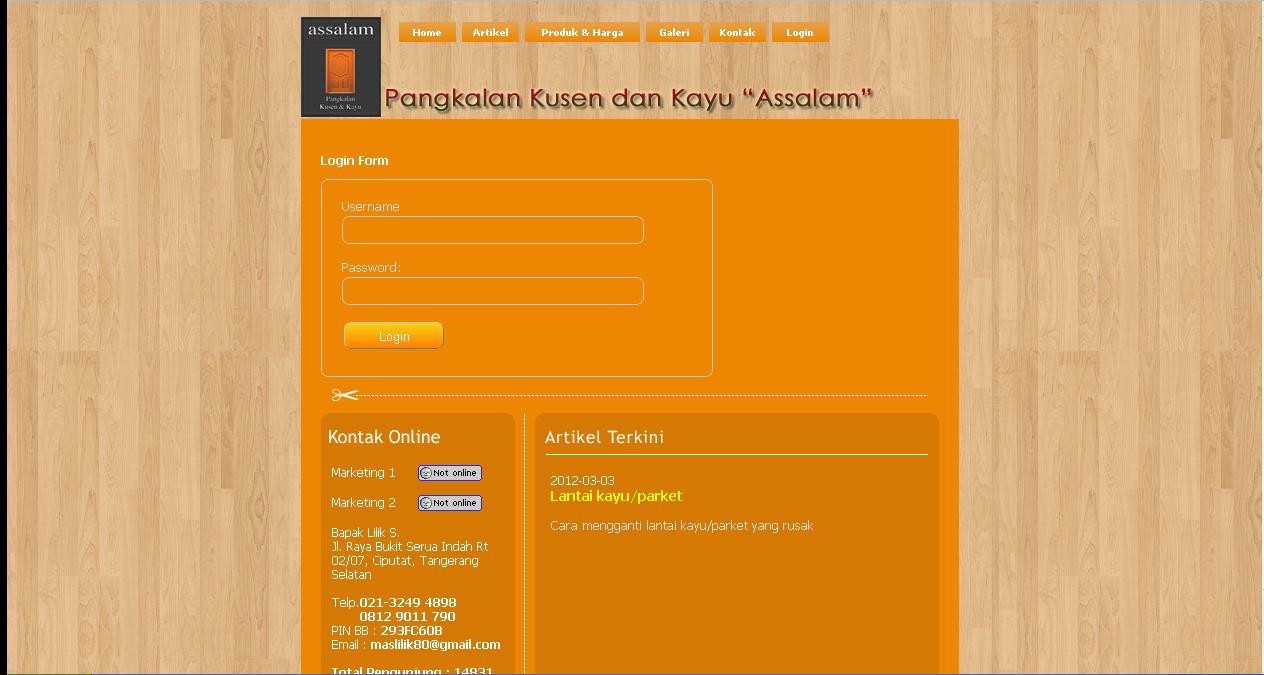 assalam
Pangkalan
Kusen & Kayu
Home Artikel Produk & Harga Galeri Kontak Login
Pangkalan Kusen dan Kayu “Assalam”
Login Form
Username
Password:
Login
Kontak Online
Marketing 1 Not online
Marketing 2 Not online
Bapak Lilik S.
Jl. Raya Bukit Serua Indah Rt
02/07, Ciputat, Tangerang
Selatan
Telp.021-3249 4898
0812 9011 790
PIN BB : 293FC60B
Email : maslilik80@gmail.com
Total Pengunjung : 14831
Artikel Terkini
2012-03-03
Lantai kayu/parket
Cara mengganti lantai kayu/parket yang rusak